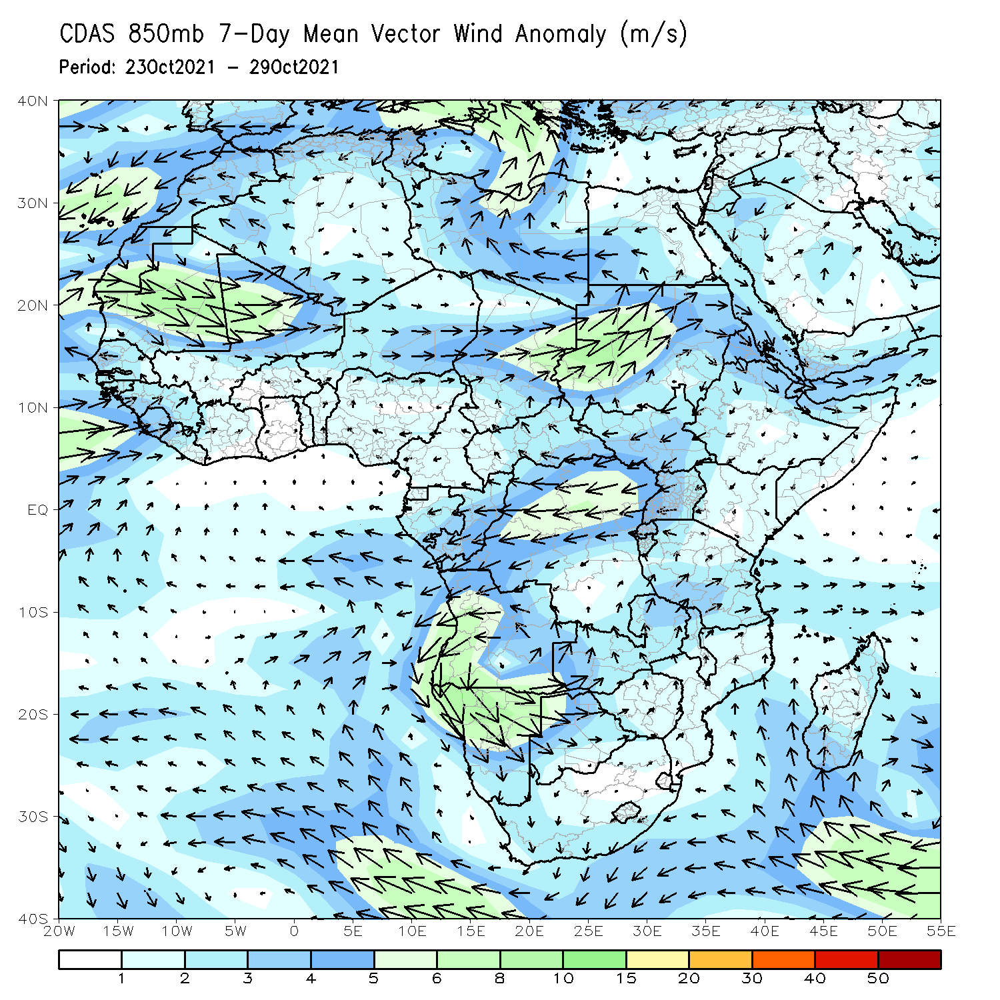 CDAS 850mb 7-Day Mean Vector Wind Anomaly (m/s)
Period: 23Oct2021 - 29Oct2021
40N
30N
20N
10N
EQ
10S
20S
30S
40S
20W 15W 10W 5W 0 5E 10E 15E 20E 25E 30E 35E 40E 45E 50E 55E
1 2 3 4 5 6 8 10 15 20 30 40 50